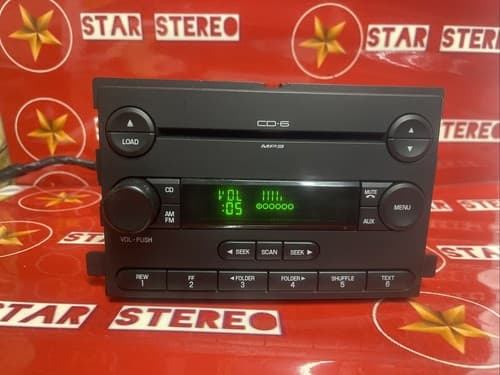 STAR STEREO
STAR STEREO
CD-6
MP3
LOAD
CD
AM
FM
VOL :05
MUTE
AUX
MENU
VOL-PUSH
◄ SEEK SCAN SEEK ►
REW 1
FF 2
◄ FOLDER 3
FOLDER ► 4
SHUFFLE 5
TEXT 6
STAR STEREO
STAR STEREO
STAR STEREO